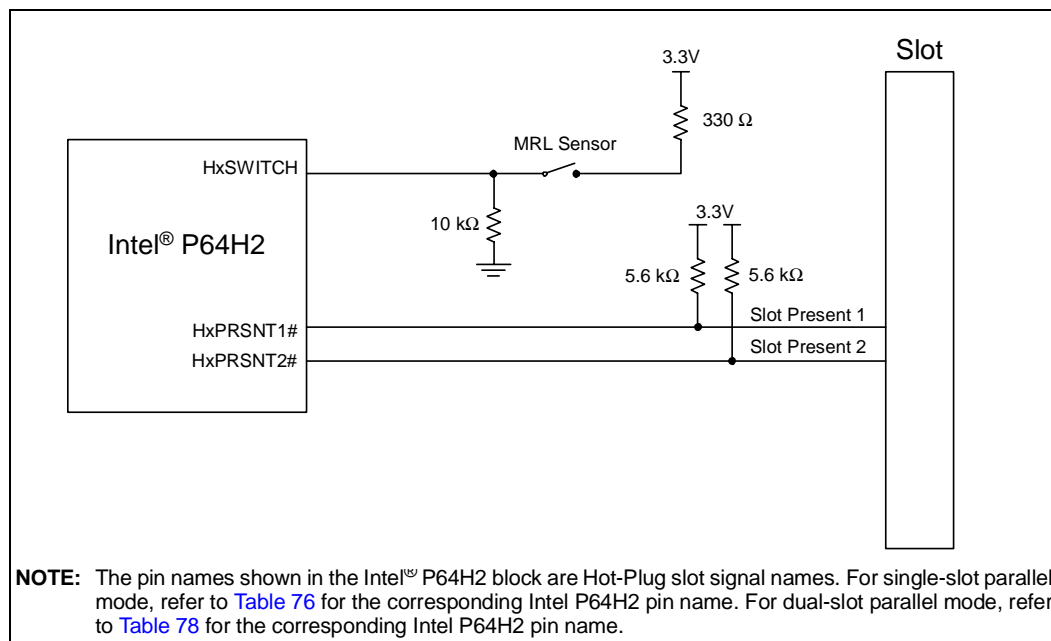 Slot
3.3V
330 Ω
MRL Sensor
HxSWITCH
10 kΩ
3.3V
Intel® P64H2
5.6 kΩ
5.6 kΩ
Slot Present 1
HxPRSNT1#
Slot Present 2
HxPRSNT2#
NOTE: The pin names shown in the Intel® P64H2 block are Hot-Plug slot signal names. For single-slot parallel
mode, refer to Table 76 for the corresponding Intel P64H2 pin name. For dual-slot parallel mode, refer
to Table 78 for the corresponding Intel P64H2 pin name.